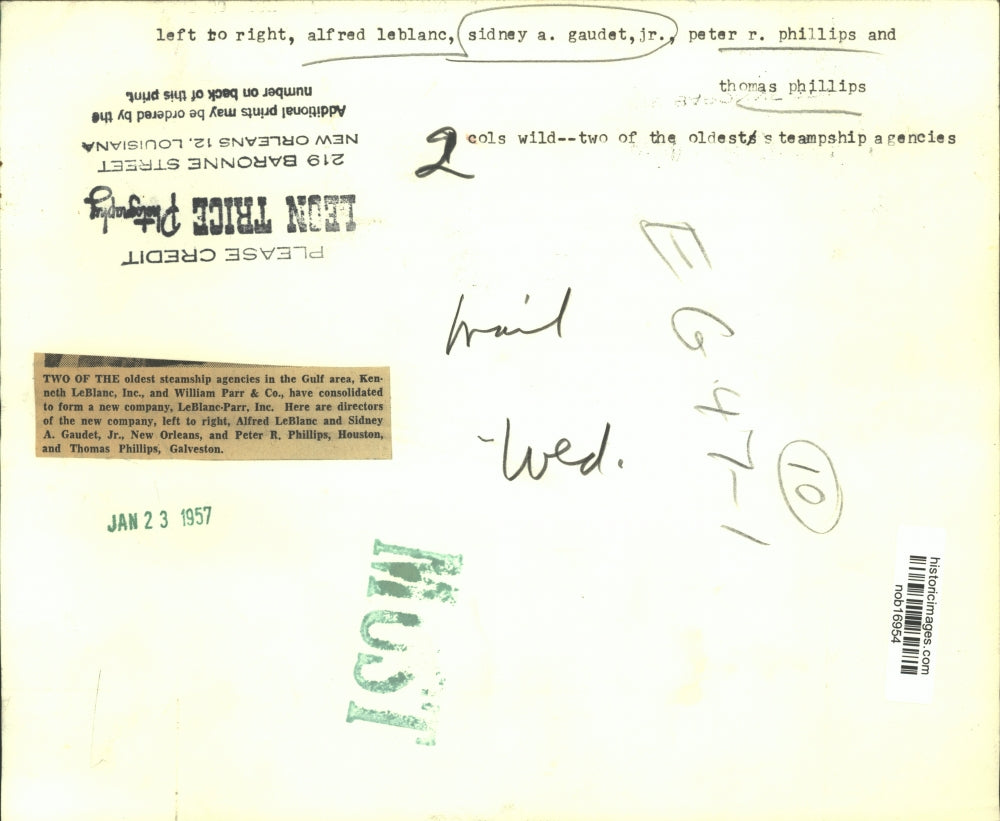 left to right, alfred leblanc, sidney a. gaudet,jr., peter r. phillips and
thomas phillips
2 cols wild--two of the oldest s teampship agencies
PLEASE CREDIT
LEON TRICE Photography
219 BARONNE STREET
NEW ORLEANS 12, LOUISIANA
Additional prints may be ordered by the
number on back of this print.
TWO OF THE oldest steamship agencies in the Gulf area, Ken-
neth LeBlanc, Inc., and William Parr & Co., have consolidated
to form a new company, LeBlanc-Parr, Inc. Here are directors
of the new company, left to right, Alfred LeBlanc and Sidney
A. Gaudet, Jr., New Orleans, and Peter R. Phillips, Houston,
and Thomas Phillips, Galveston.
JAN 23 1957
MUST
Wed.
E G 47-1
10
historicimages.com
nob16954